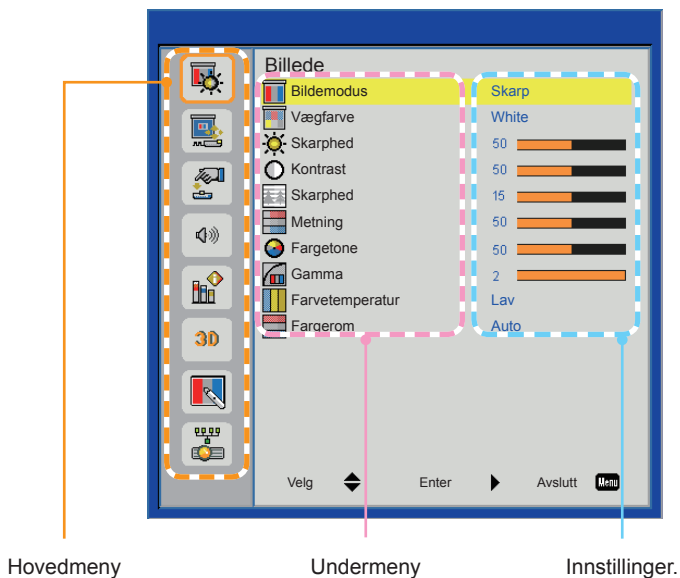 Billede
Bildemodus Skarp
Vægfarve White
Skarphed 50
Kontrast 50
Skarphed 15
Metning 50
Fargetone 50
Gamma 2
Farvetemperatur Lav
Fargerom Auto
3D
Velg Enter Avslutt Menu
Hovedmeny Undermeny Innstillinger.